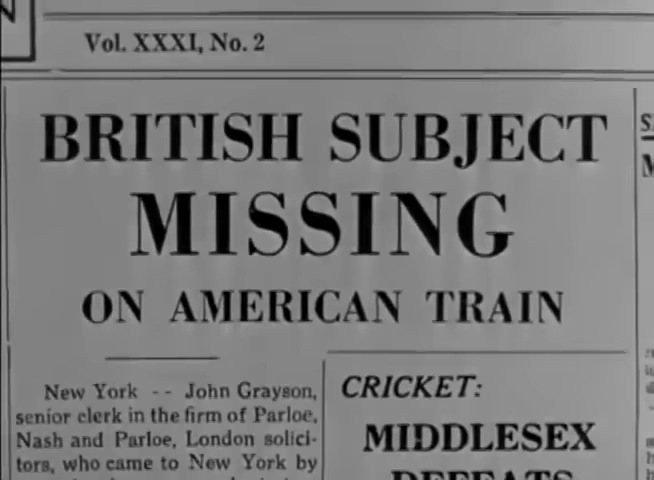 Vol. XXXI, No. 2
BRITISH SUBJECT
MISSING
ON AMERICAN TRAIN
New York -- John Grayson,
senior clerk in the firm of Parloe,
Nash and Parloe, London solici-
tors, who came to New York by
CRICKET:
MIDDLESEX
DEFEATS